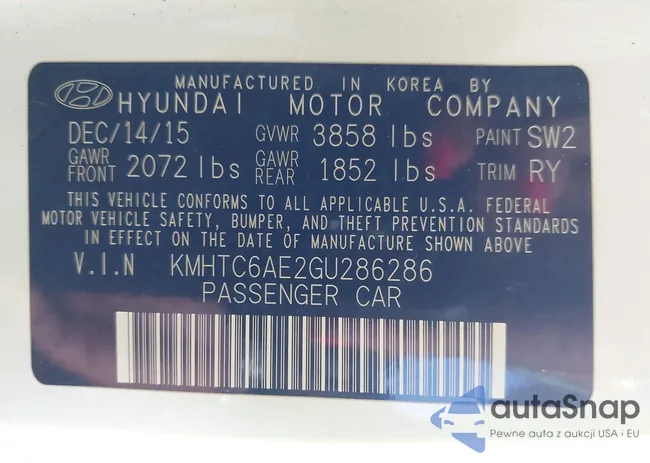 MANUFACTURED IN KOREA BY
HYUNDAI MOTOR COMPANY
DEC/14/15 GVWR 3858 lbs PAINT SW2
GAWR FRONT 2072 lbs GAWR REAR 1852 lbs TRIM RY
THIS VEHICLE CONFORMS TO ALL APPLICABLE U.S.A. FEDERAL
MOTOR VEHICLE SAFETY, BUMPER, AND THEFT PREVENTION STANDARDS
IN EFFECT ON THE DATE OF MANUFACTURE SHOWN ABOVE
V.I.N KMHTC6AE2GU286286
PASSENGER CAR
autaSnap
Pewne auta z aukcji USA i EU